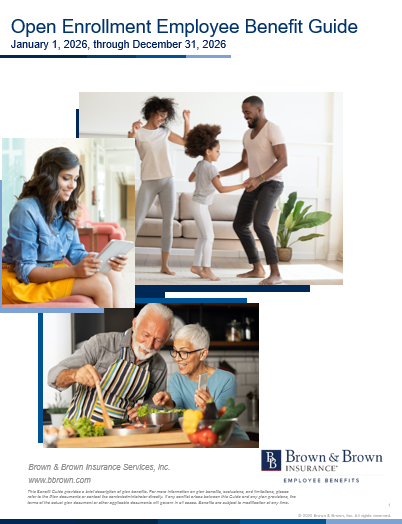 Open Enrollment Employee Benefit Guide
January 1, 2026, through December 31, 2026
Brown & Brown Insurance Services, Inc.
www.bbrown.com
B
B
Brown & Brown
INSURANCE®
EMPLOYEE BENEFITS
This Benefit Guide provides a brief description of plan benefits. For more information on plan benefits, exclusions, and limitations, please
refer to the Plan documents or contact the carrier/administrator directly. If any conflict arises between this Guide and any plan provisions, the
terms of the actual plan document or other applicable documents will govern in all cases. Benefits are subject to modification at any time.
1
© 2025 Brown & Brown, Inc. All rights reserved.